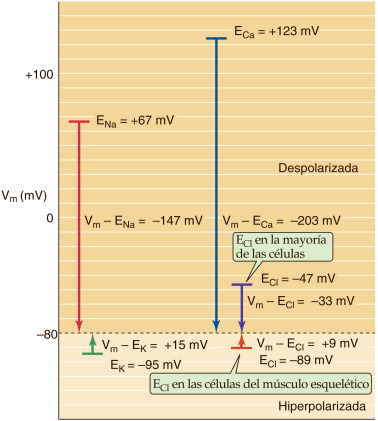 E_Ca = +123 mV
+100
E_Na = +67 mV
Despolarizada
V_m (mV)
0
V_m – E_Na = –147 mV
V_m – E_Ca = –203 mV
E_Cl en la mayoría
de las células
E_Cl = –47 mV
V_m – E_Cl = –33 mV
–80
V_m – E_K = +15 mV
V_m – E_Cl = +9 mV
E_K = –95 mV
E_Cl = –89 mV
E_Cl en las células del músculo esquelético
Hiperpolarizada